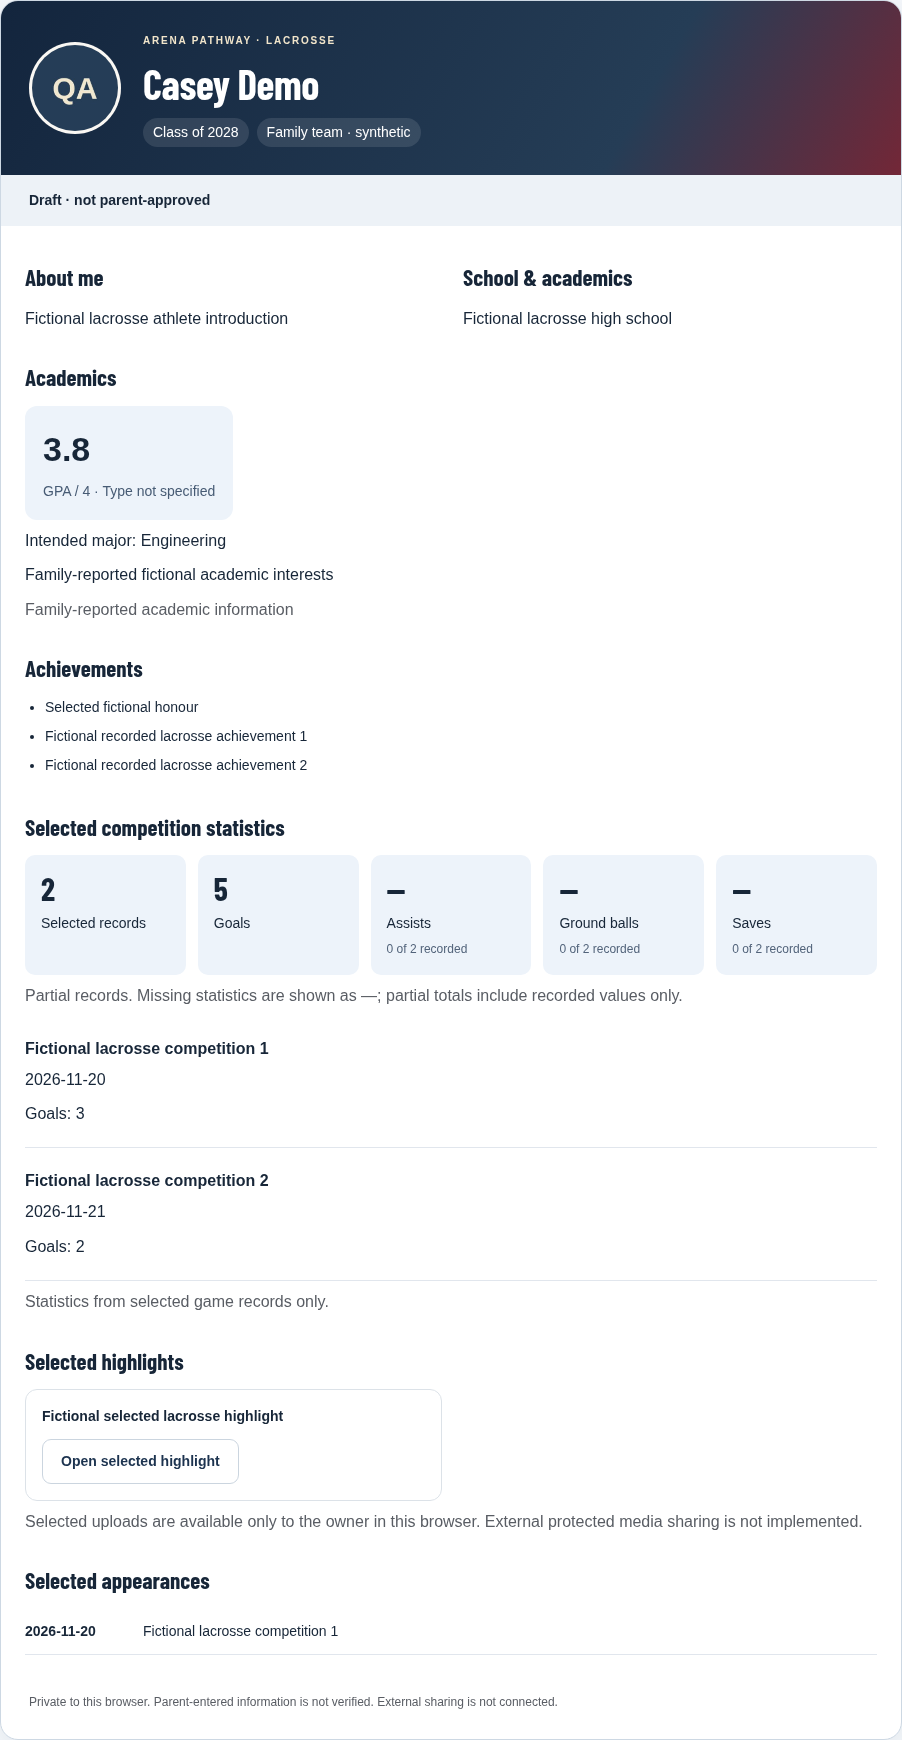 ARENA PATHWAY · LACROSSE
QA
Casey Demo
Class of 2028
Family team · synthetic
Draft · not parent-approved
About me
Fictional lacrosse athlete introduction
School & academics
Fictional lacrosse high school
Academics
3.8
GPA / 4 · Type not specified
Intended major: Engineering
Family-reported fictional academic interests
Family-reported academic information
Achievements
• Selected fictional honour
• Fictional recorded lacrosse achievement 1
• Fictional recorded lacrosse achievement 2
Selected competition statistics
2
Selected records
5
Goals
—
Assists
0 of 2 recorded
—
Ground balls
0 of 2 recorded
—
Saves
0 of 2 recorded
Partial records. Missing statistics are shown as —; partial totals include recorded values only.
Fictional lacrosse competition 1
2026-11-20
Goals: 3
Fictional lacrosse competition 2
2026-11-21
Goals: 2
Statistics from selected game records only.
Selected highlights
Fictional selected lacrosse highlight
Open selected highlight
Selected uploads are available only to the owner in this browser. External protected media sharing is not implemented.
Selected appearances
2026-11-20 Fictional lacrosse competition 1
Private to this browser. Parent-entered information is not verified. External sharing is not connected.